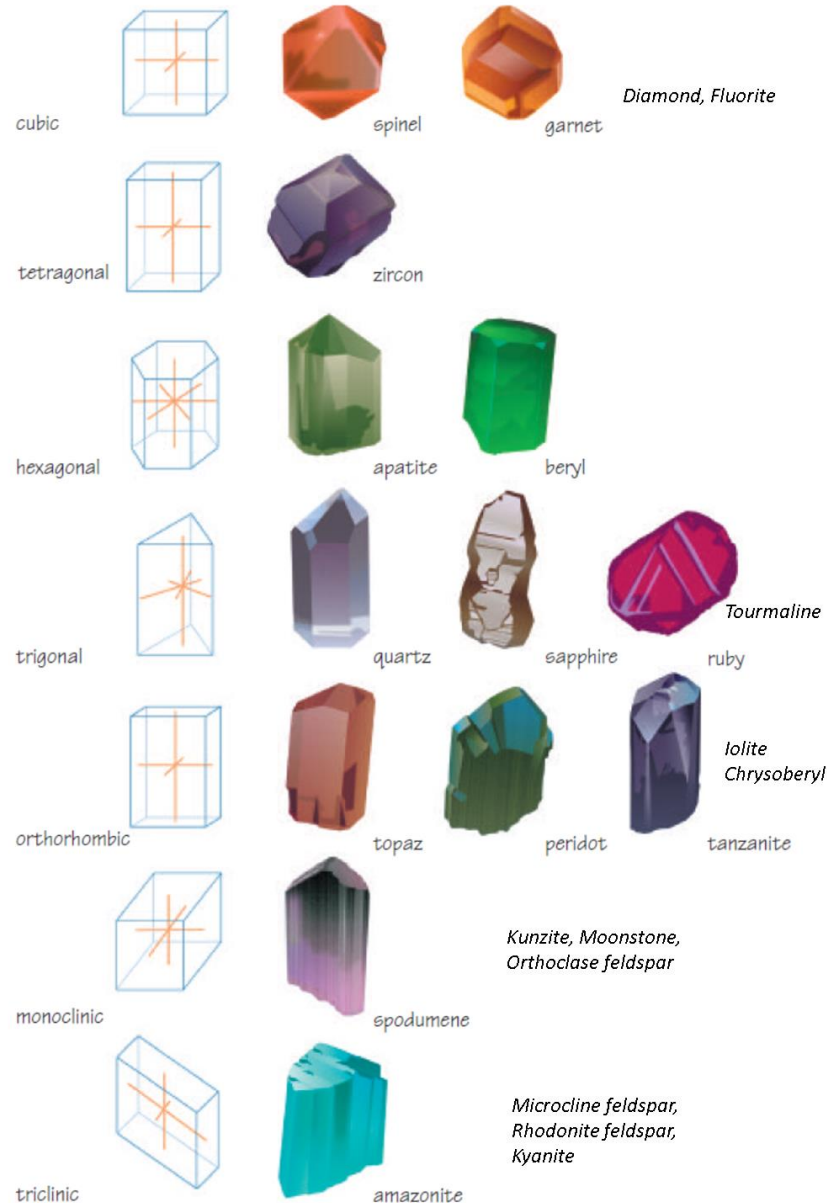 Diamond, Fluorite
cubic spinel garnet
tetragonal zircon
hexagonal apatite beryl
Tourmaline
trigonal quartz sapphire ruby
Iolite
Chrysoberyl
orthorhombic topaz peridot tanzanite
Kunzite, Moonstone,
Orthoclase feldspar
monoclinic spodumene
Microcline feldspar,
Rhodonite feldspar,
Kyanite
triclinic amazonite